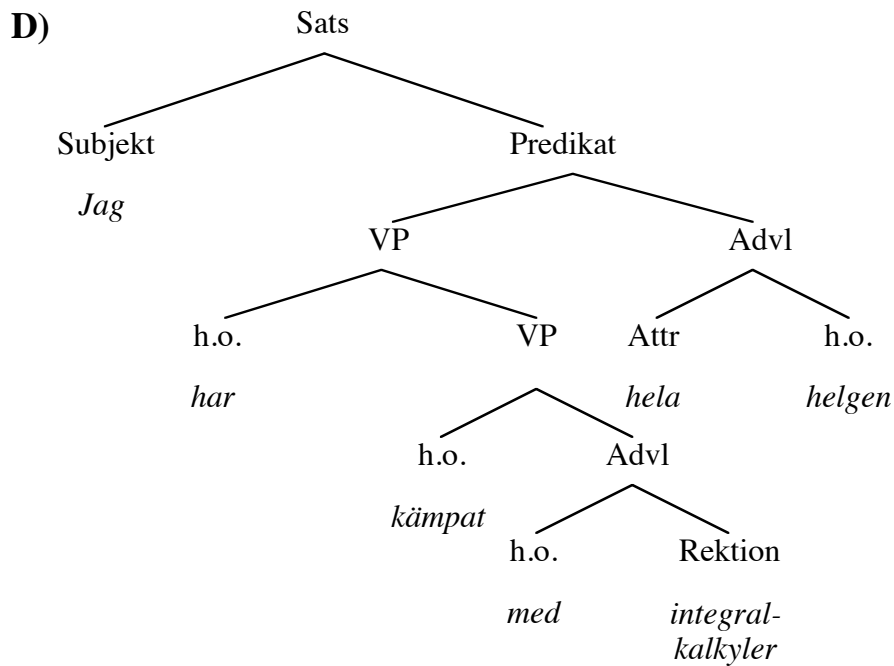 D)
Sats
Subjekt Predikat
Jag
VP Advl
h.o. VP Attr h.o.
har hela helgen
h.o. Advl
kämpat
h.o. Rektion
med integral-
kalkyler